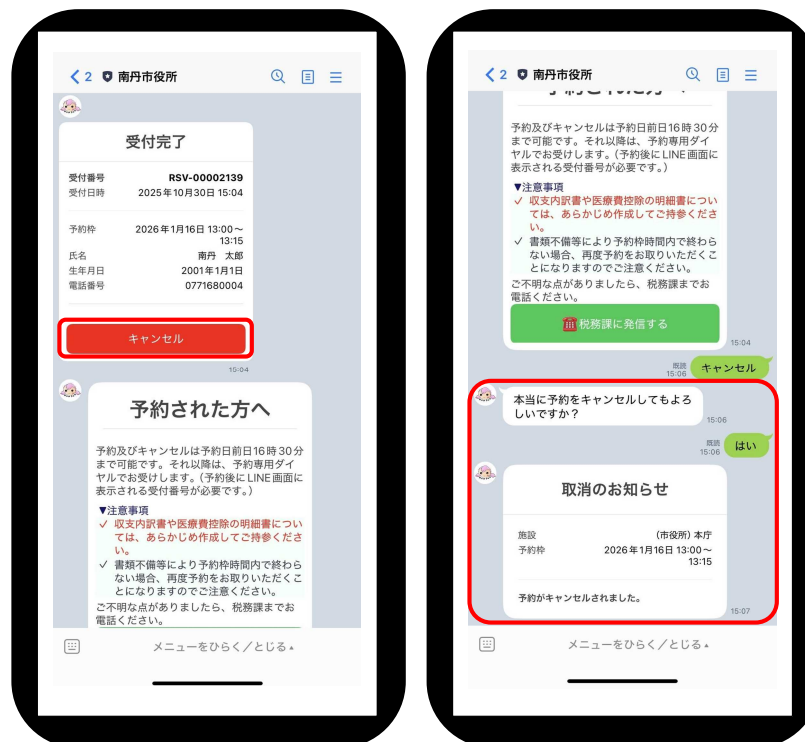 2 南丹市役所
受付完了
受付番号 RSV-00002139
受付日時 2025年10月30日 15:04
予約枠 2026年1月16日 13:00～
13:15
氏名 南丹 太郎
生年月日 2001年1月1日
電話番号 0771680004
キャンセル
15:04
予約された方へ
予約及びキャンセルは予約日前日16時30分
まで可能です。それ以降は、予約専用ダイ
ヤルでお受けします。（予約後にLINE画面に
表示される受付番号が必要です。）
▼注意事項
✓ 収支内訳書や医療費控除の明細書につい
ては、あらかじめ作成してご持参くださ
い。
✓ 書類不備等により予約枠時間内で終わら
ない場合、再度予約をお取りいただくこ
とになりますのでご注意ください。
ご不明な点がありましたら、税務課までお
電話ください。
メニューをひらく／とじる▴
2 南丹市役所
予約及びキャンセルは予約日前日16時30分
まで可能です。それ以降は、予約専用ダイ
ヤルでお受けします。（予約後にLINE画面に
表示される受付番号が必要です。）
▼注意事項
✓ 収支内訳書や医療費控除の明細書につい
ては、あらかじめ作成してご持参くださ
い。
✓ 書類不備等により予約枠時間内で終わら
ない場合、再度予約をお取りいただくこ
とになりますのでご注意ください。
ご不明な点がありましたら、税務課までお
電話ください。
☎税務課に発信する
15:04
既読
15:06 キャンセル
本当に予約をキャンセルしてもよろ
しいですか？
15:06
既読
15:06 はい
取消のお知らせ
施設 (市役所) 本庁
予約枠 2026年1月16日 13:00～
13:15
予約がキャンセルされました。
15:07
メニューをひらく／とじる▴